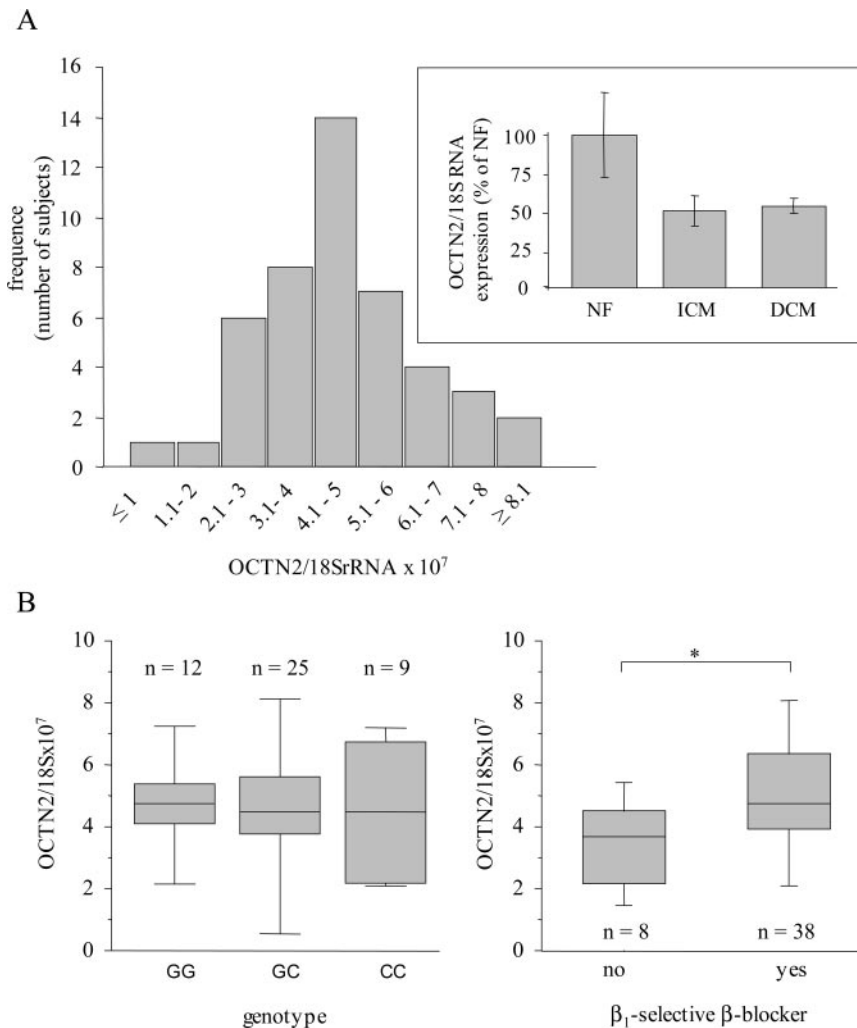 A
16
14
12
10
8
6
4
2
0
frequence
(number of subjects)
≤ 1
1.1 - 2
2.1 - 3
3.1 - 4
4.1 - 5
5.1 - 6
6.1 - 7
7.1 - 8
≥ 8.1
OCTN2/18SrRNA x 10⁷
OCTN2/18S RNA
expression (% of NF)
100
75
50
25
0
NF ICM DCM
B
OCTN2/18Sx10⁷
10
8
6
4
2
0
n = 12 n = 25 n = 9
GG GC CC
genotype
OCTN2/18Sx10⁷
10
8
6
4
2
0
*
n = 8 n = 38
no yes
β₁-selective β-blocker